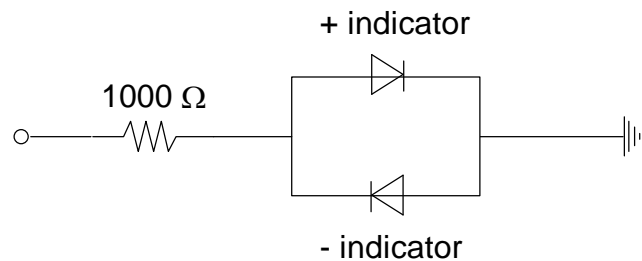 + indicator
1000 Ω
- indicator